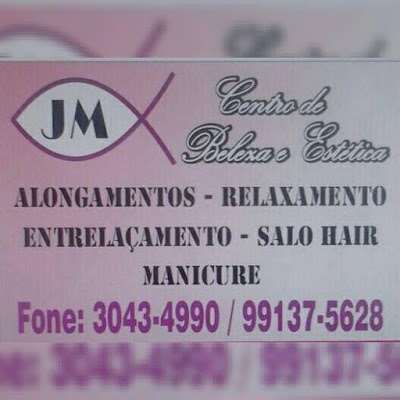 JM
Centro de
Beleza e Estética
ALONGAMENTOS - RELAXAMENTO
ENTRELAÇAMENTO - SALO HAIR
MANICURE
Fone: 3043-4990 / 99137-5628